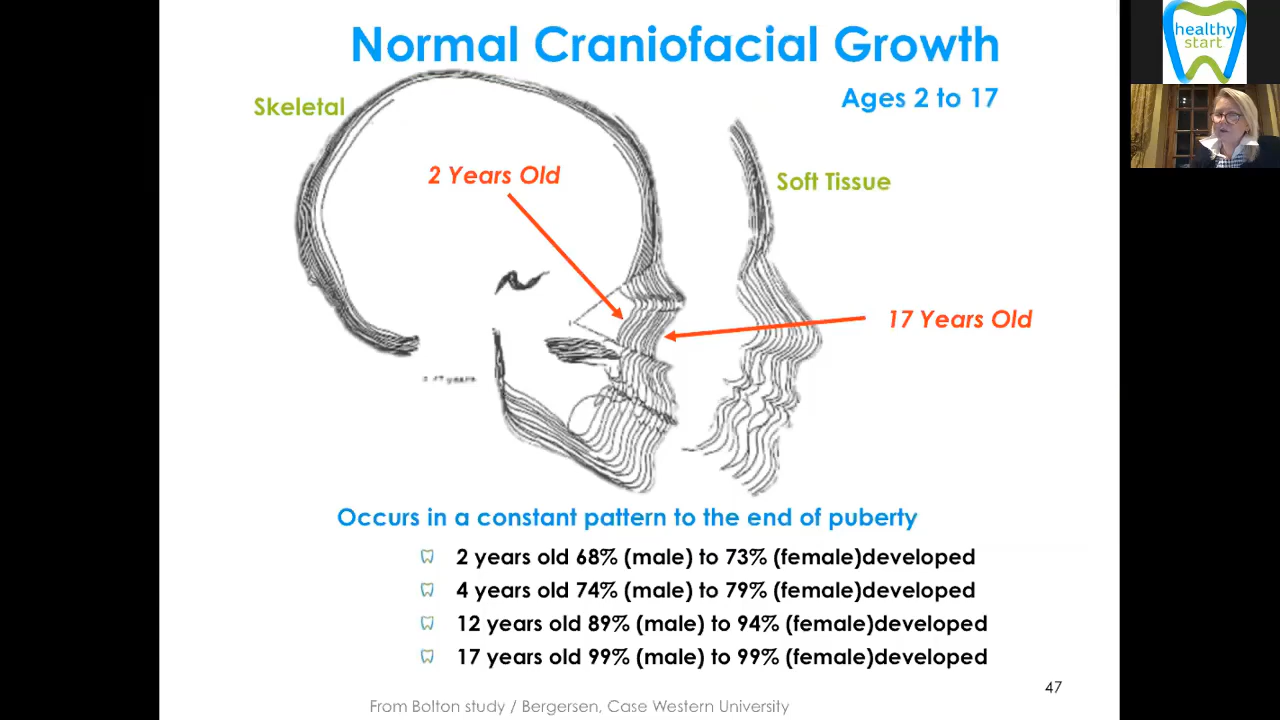 Normal Craniofacial Growth
Ages 2 to 17
Skeletal
2 Years Old
Soft Tissue
17 Years Old
Occurs in a constant pattern to the end of puberty
2 years old 68% (male) to 73% (female)developed
4 years old 74% (male) to 79% (female)developed
12 years old 89% (male) to 94% (female)developed
17 years old 99% (male) to 99% (female)developed
47
From Bolton study / Bergersen, Case Western University
healthy
start